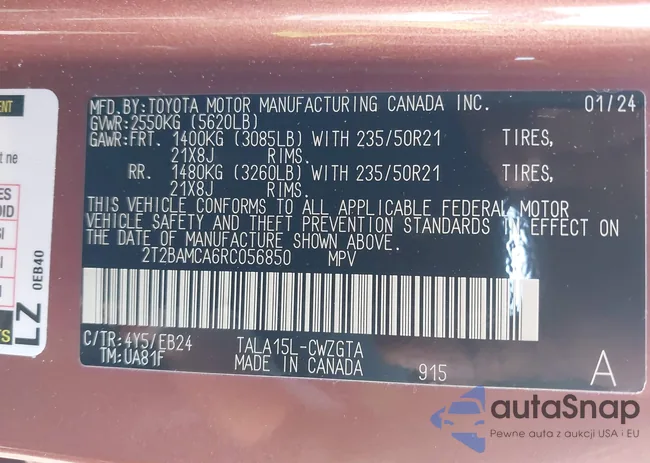 MFD.BY:TOYOTA MOTOR MANUFACTURING CANADA INC. 01/24
GVWR:2550KG (5620LB)
GAWR:FRT. 1400KG (3085LB) WITH 235/50R21 TIRES,
21X8J RIMS.
RR. 1480KG (3260LB) WITH 235/50R21 TIRES,
21X8J RIMS.
THIS VEHICLE CONFORMS TO ALL APPLICABLE FEDERAL MOTOR
VEHICLE SAFETY AND THEFT PREVENTION STANDARDS IN EFFECT ON
THE DATE OF MANUFACTURE SHOWN ABOVE.
2T2BAMCA6RC056850 MPV
C/TR:4Y5/EB24 TALA15L-CWZGTA
TM:UA81F MADE IN CANADA 915 A
LZ
0EB40
autaSnap
Pewne auta z aukcji USA i EU